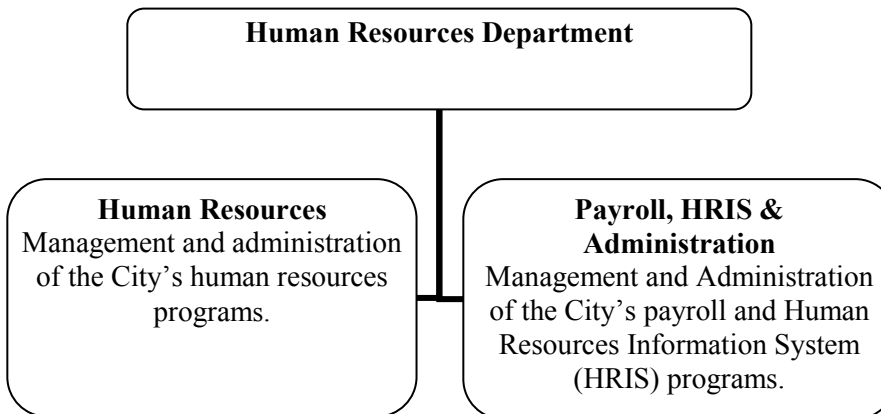 Human Resources Department
Human Resources
Management and administration
of the City’s human resources
programs.
Payroll, HRIS &
Administration
Management and Administration
of the City’s payroll and Human
Resources Information System
(HRIS) programs.